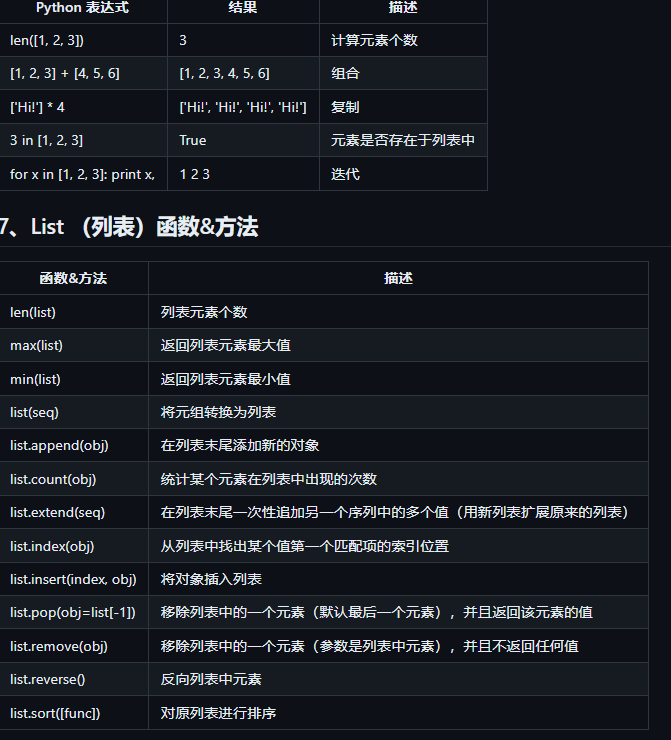 Python 表达式 结果 描述
len([1, 2, 3]) 3 计算元素个数
[1, 2, 3] + [4, 5, 6] [1, 2, 3, 4, 5, 6] 组合
['Hi!'] * 4 ['Hi!', 'Hi!', 'Hi!', 'Hi!'] 复制
3 in [1, 2, 3] True 元素是否存在于列表中
for x in [1, 2, 3]: print x, 1 2 3 迭代
7、List （列表）函数&方法
函数&方法 描述
len(list) 列表元素个数
max(list) 返回列表元素最大值
min(list) 返回列表元素最小值
list(seq) 将元组转换为列表
list.append(obj) 在列表末尾添加新的对象
list.count(obj) 统计某个元素在列表中出现的次数
list.extend(seq) 在列表末尾一次性追加另一个序列中的多个值（用新列表扩展原来的列表）
list.index(obj) 从列表中找出某个值第一个匹配项的索引位置
list.insert(index, obj) 将对象插入列表
list.pop(obj=list[-1]) 移除列表中的一个元素（默认最后一个元素），并且返回该元素的值
list.remove(obj) 移除列表中的一个元素（参数是列表中元素），并且不返回任何值
list.reverse() 反向列表中元素
list.sort([func]) 对原列表进行排序